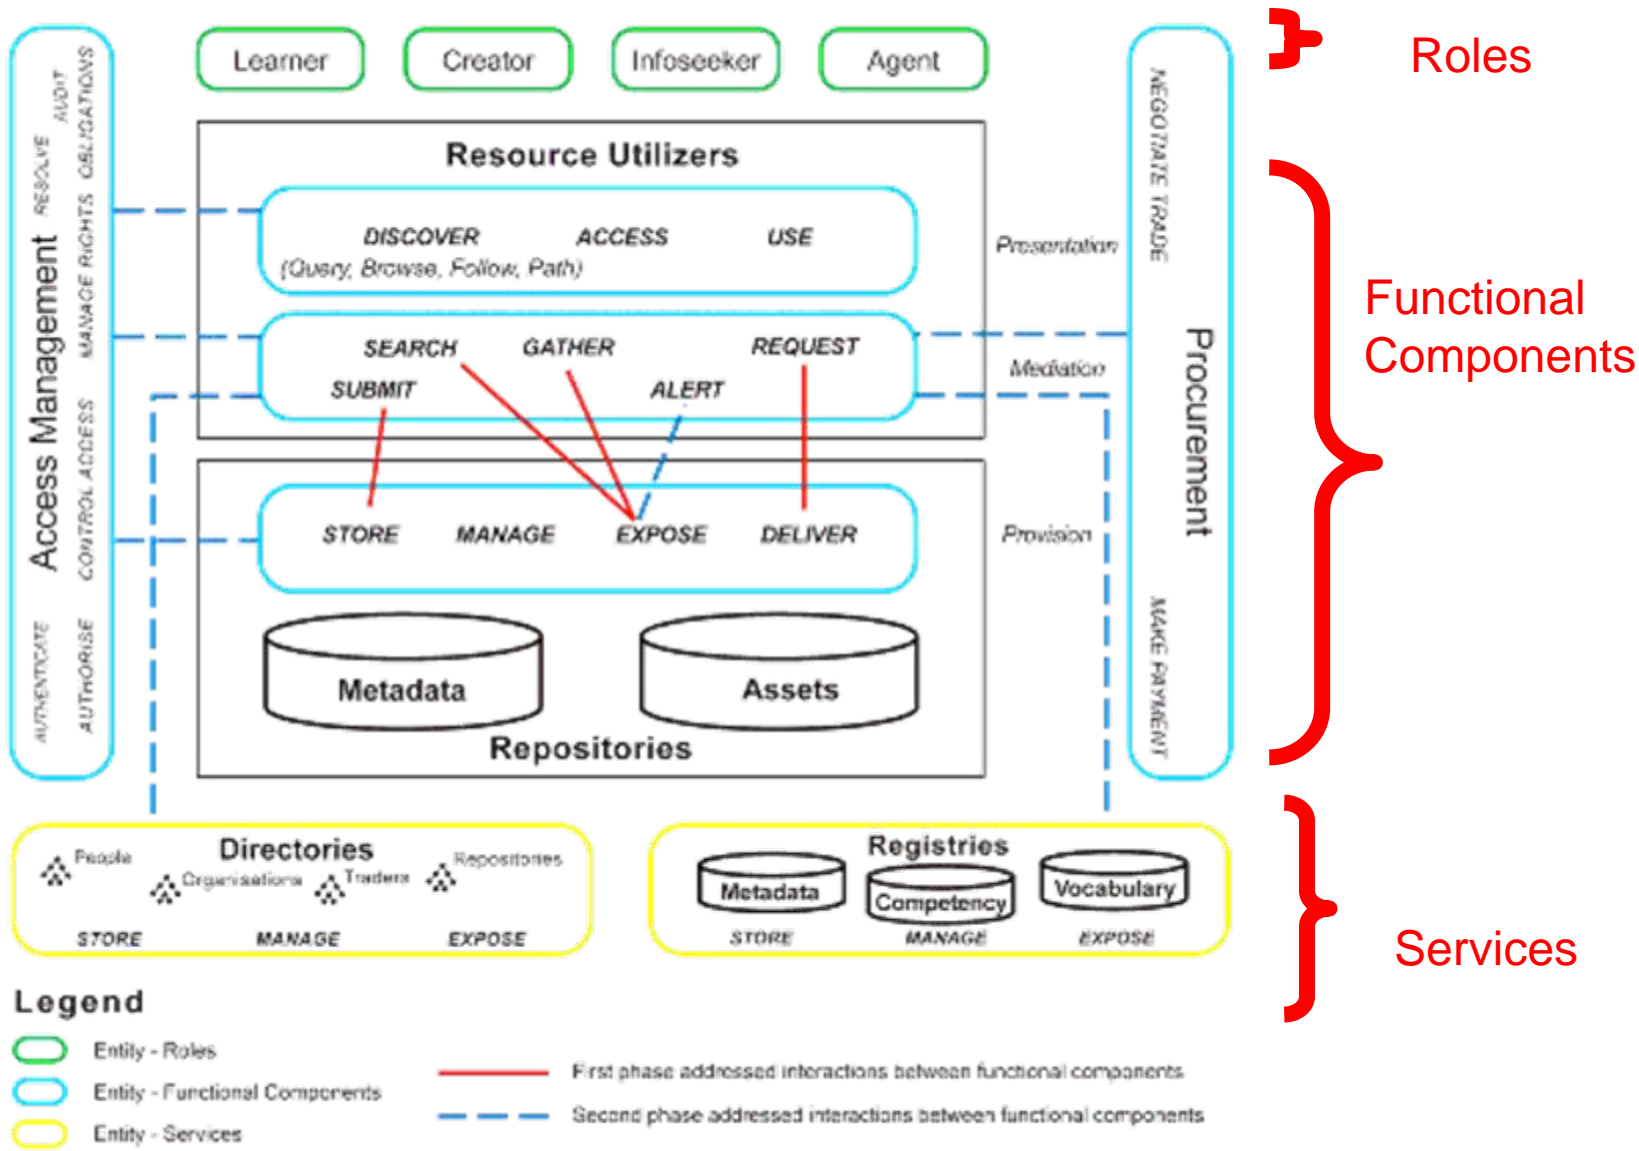 Learner
Creator
Infoseeker
Agent
Roles
Access Management
AUTHENTICATE
RESOLVE
AUDIT
AUTHORISE
CONTROL ACCESS
MANAGE RIGHTS
OBLIGATIONS
Resource Utilizers
DISCOVER
ACCESS
USE
(Query, Browse, Follow, Path)
Presentation
SEARCH
GATHER
REQUEST
SUBMIT
ALERT
Mediation
STORE
MANAGE
EXPOSE
DELIVER
Provision
Metadata
Assets
Repositories
NEGOTIATE TRADE
Procurement
MAKE PAYMENT
Functional
Components
Directories
People
Organisations
Traders
Repositories
STORE
MANAGE
EXPOSE
Registries
Metadata
Competency
Vocabulary
STORE
MANAGE
EXPOSE
Services
Legend
Entity - Roles
Entity - Functional Components
Entity - Services
First phase addressed interactions between functional components
Second phase addressed interactions between functional components